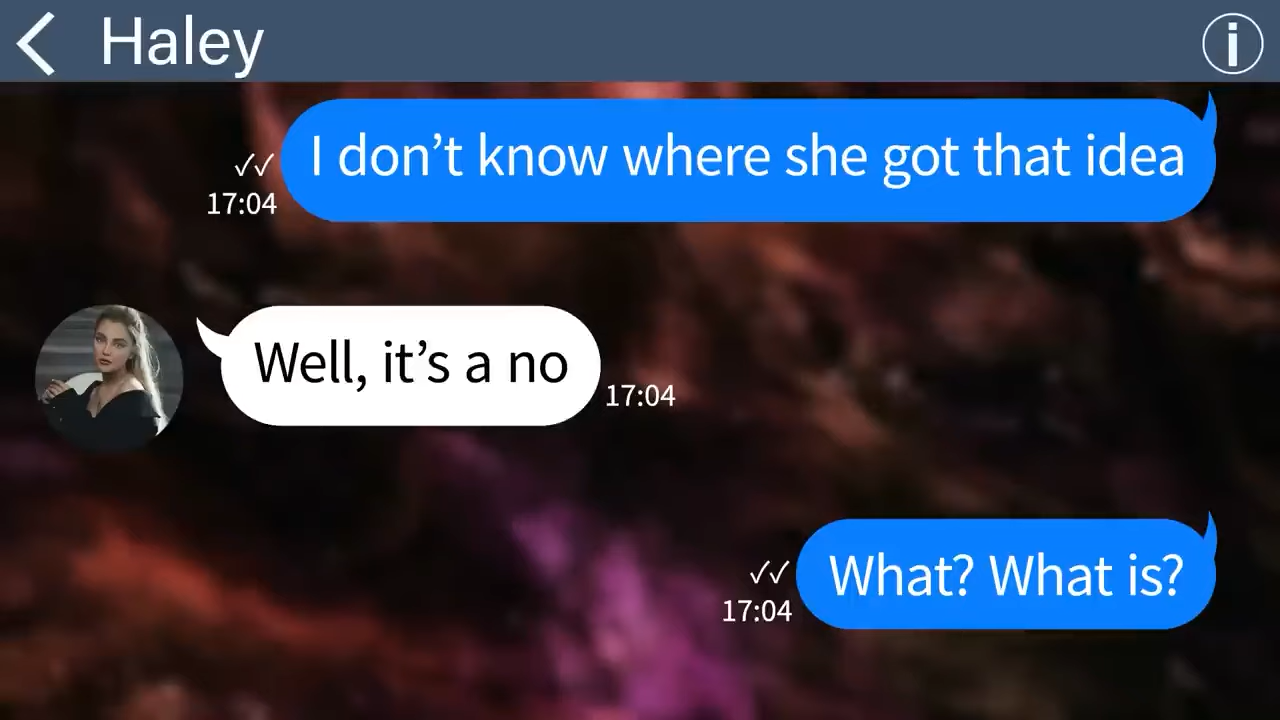 Haley
I don’t know where she got that idea
✓✓
17:04
Well, it’s a no
17:04
What? What is?
✓✓
17:04